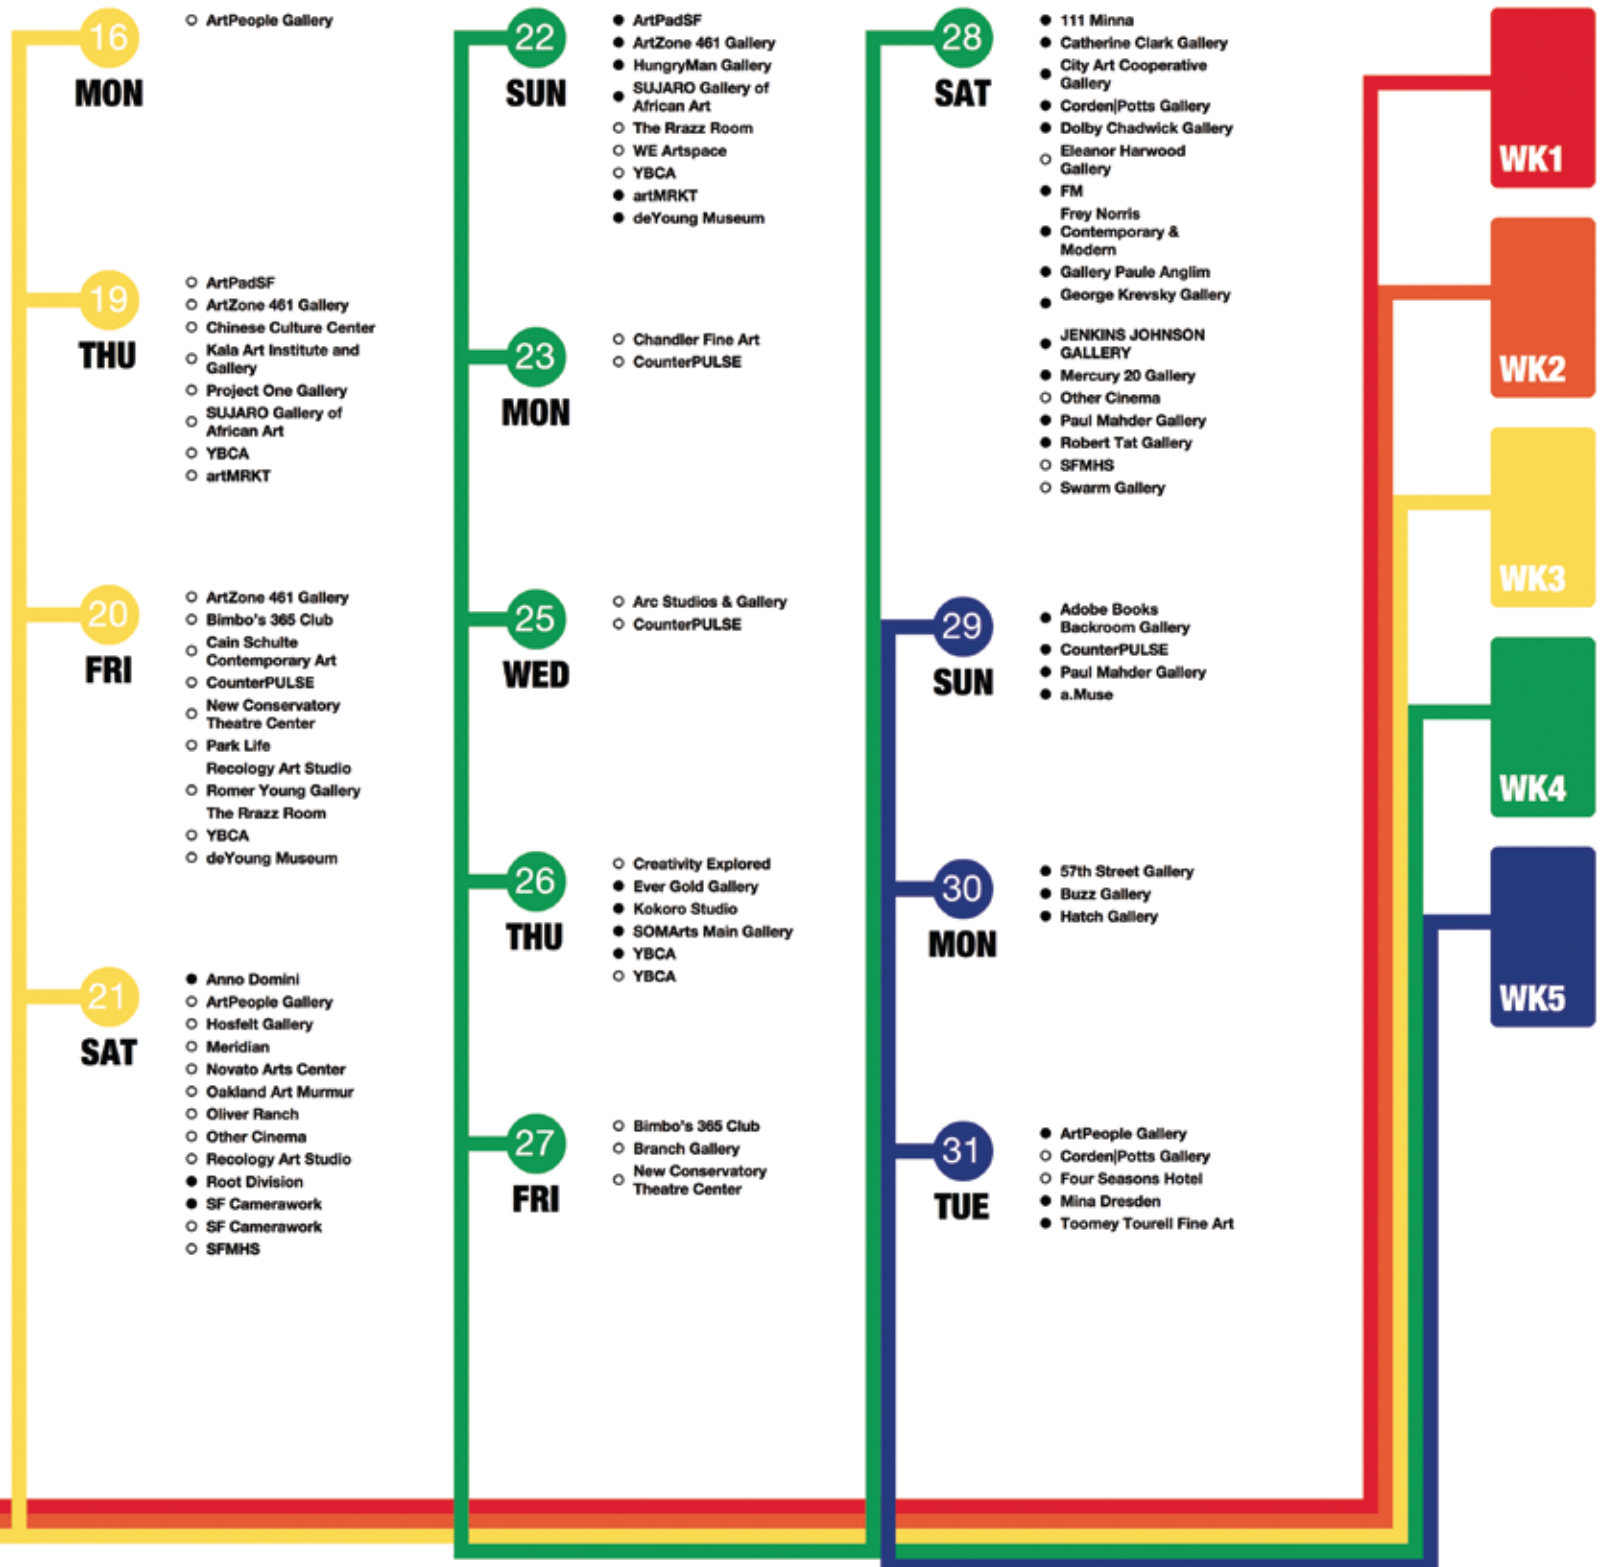 16
MON
ArtPeople Gallery
19
THU
ArtPadSF
ArtZone 461 Gallery
Chinese Culture Center
Kala Art Institute and
Gallery
Project One Gallery
SUJARO Gallery of
African Art
YBCA
artMRKT
20
FRI
ArtZone 461 Gallery
Bimbo's 365 Club
Cain Schulte
Contemporary Art
CounterPULSE
New Conservatory
Theatre Center
Park Life
Recology Art Studio
Romer Young Gallery
The Rrazz Room
YBCA
deYoung Museum
21
SAT
Anno Domini
ArtPeople Gallery
Hosfelt Gallery
Meridian
Novato Arts Center
Oakland Art Murmur
Oliver Ranch
Other Cinema
Recology Art Studio
Root Division
SF Camerawork
SF Camerawork
SFMHS
22
SUN
ArtPadSF
ArtZone 461 Gallery
HungryMan Gallery
SUJARO Gallery of
African Art
The Rrazz Room
WE Artspace
YBCA
artMRKT
deYoung Museum
23
MON
Chandler Fine Art
CounterPULSE
25
WED
Arc Studios & Gallery
CounterPULSE
26
THU
Creativity Explored
Ever Gold Gallery
Kokoro Studio
SOMArts Main Gallery
YBCA
YBCA
27
FRI
Bimbo's 365 Club
Branch Gallery
New Conservatory
Theatre Center
28
SAT
111 Minna
Catherine Clark Gallery
City Art Cooperative
Gallery
Corden|Potts Gallery
Dolby Chadwick Gallery
Eleanor Harwood
Gallery
FM
Frey Norris
Contemporary &
Modern
Gallery Paule Anglim
George Krevsky Gallery
JENKINS JOHNSON
GALLERY
Mercury 20 Gallery
Other Cinema
Paul Mahder Gallery
Robert Tat Gallery
SFMHS
Swarm Gallery
29
SUN
Adobe Books
Backroom Gallery
CounterPULSE
Paul Mahder Gallery
a.Muse
30
MON
57th Street Gallery
Buzz Gallery
Hatch Gallery
31
TUE
ArtPeople Gallery
Corden|Potts Gallery
Four Seasons Hotel
Mina Dresden
Toomey Tourell Fine Art
WK1
WK2
WK3
WK4
WK5